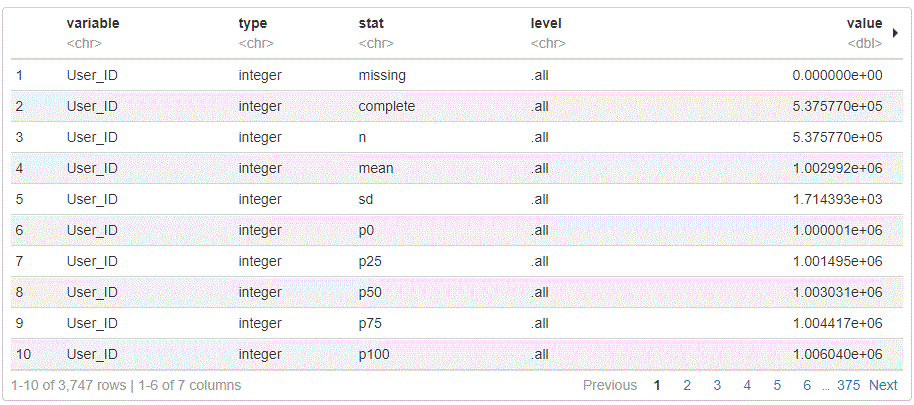 variable type stat level value
<chr> <chr> <chr> <chr> <dbl>
1 User_ID integer missing .all 0.000000e+00
2 User_ID integer complete .all 5.375770e+05
3 User_ID integer n .all 5.375770e+05
4 User_ID integer mean .all 1.002992e+06
5 User_ID integer sd .all 1.714393e+03
6 User_ID integer p0 .all 1.000001e+06
7 User_ID integer p25 .all 1.001495e+06
8 User_ID integer p50 .all 1.003031e+06
9 User_ID integer p75 .all 1.004417e+06
10 User_ID integer p100 .all 1.006040e+06
1-10 of 3,747 rows | 1-6 of 7 columns Previous 1 2 3 4 5 6 ... 375 Next